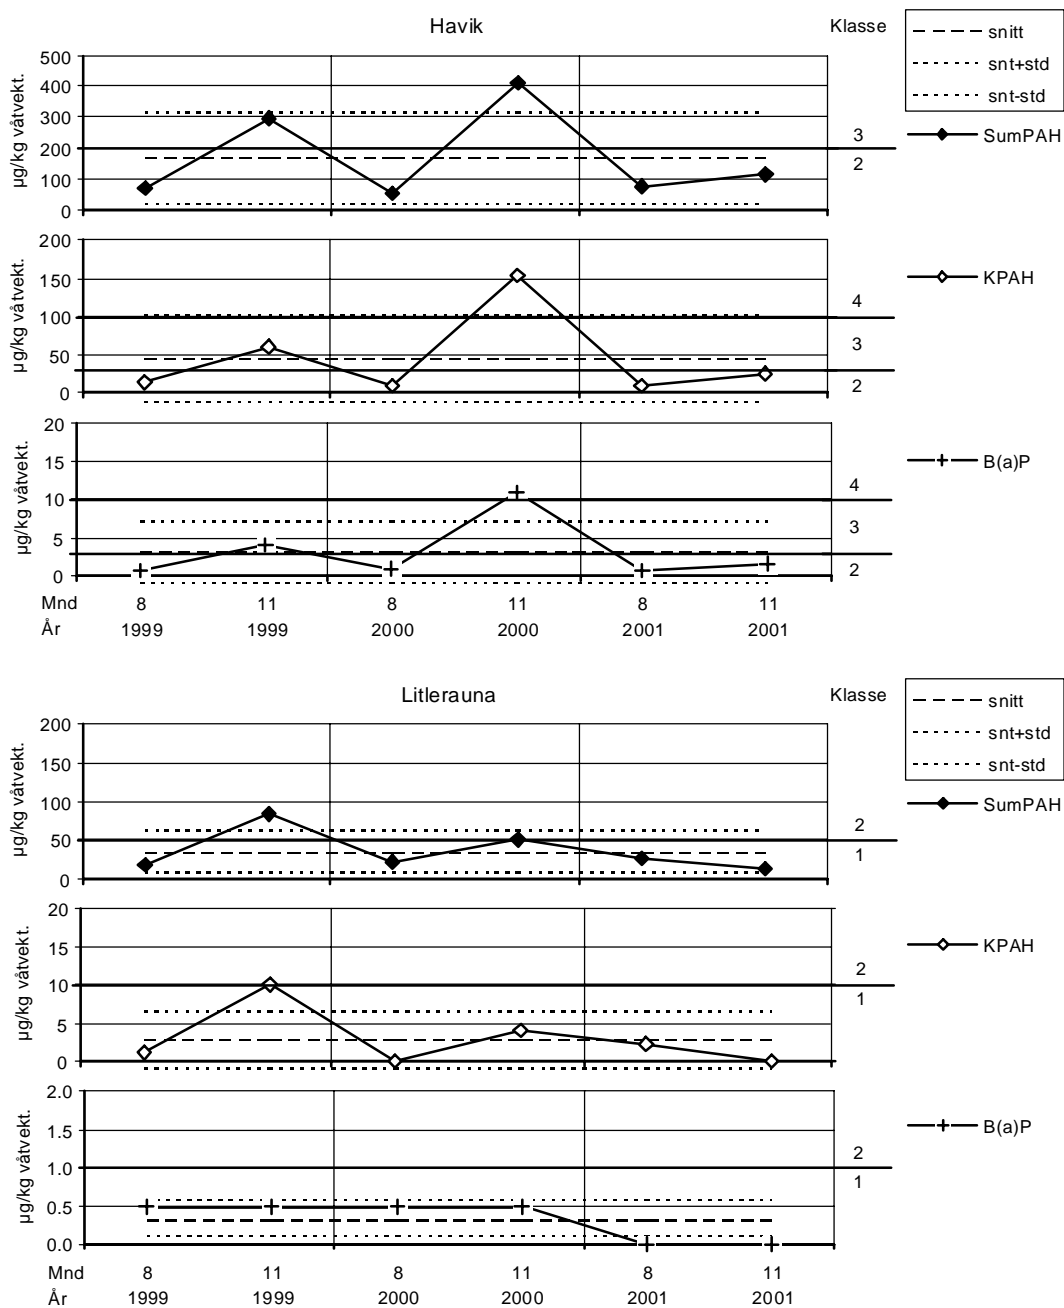 Havik
Klasse
snitt
snt+std
snt-std
µg/kg våtvekt.
500
400
300
200
100
0
3
2
SumPAH
µg/kg våtvekt.
200
150
100
50
0
4
3
2
KPAH
µg/kg våtvekt.
20
15
10
5
0
4
3
2
B(a)P
Mnd 8 11 8 11 8 11
År 1999 1999 2000 2000 2001 2001
Litlerauna
Klasse
snitt
snt+std
snt-std
µg/kg våtvekt.
200
150
100
50
0
2
1
SumPAH
µg/kg våtvekt.
20
15
10
5
0
2
1
KPAH
µg/kg våtvekt.
2.0
1.5
1.0
0.5
0.0
2
1
B(a)P
Mnd 8 11 8 11 8 11
År 1999 1999 2000 2000 2001 2001